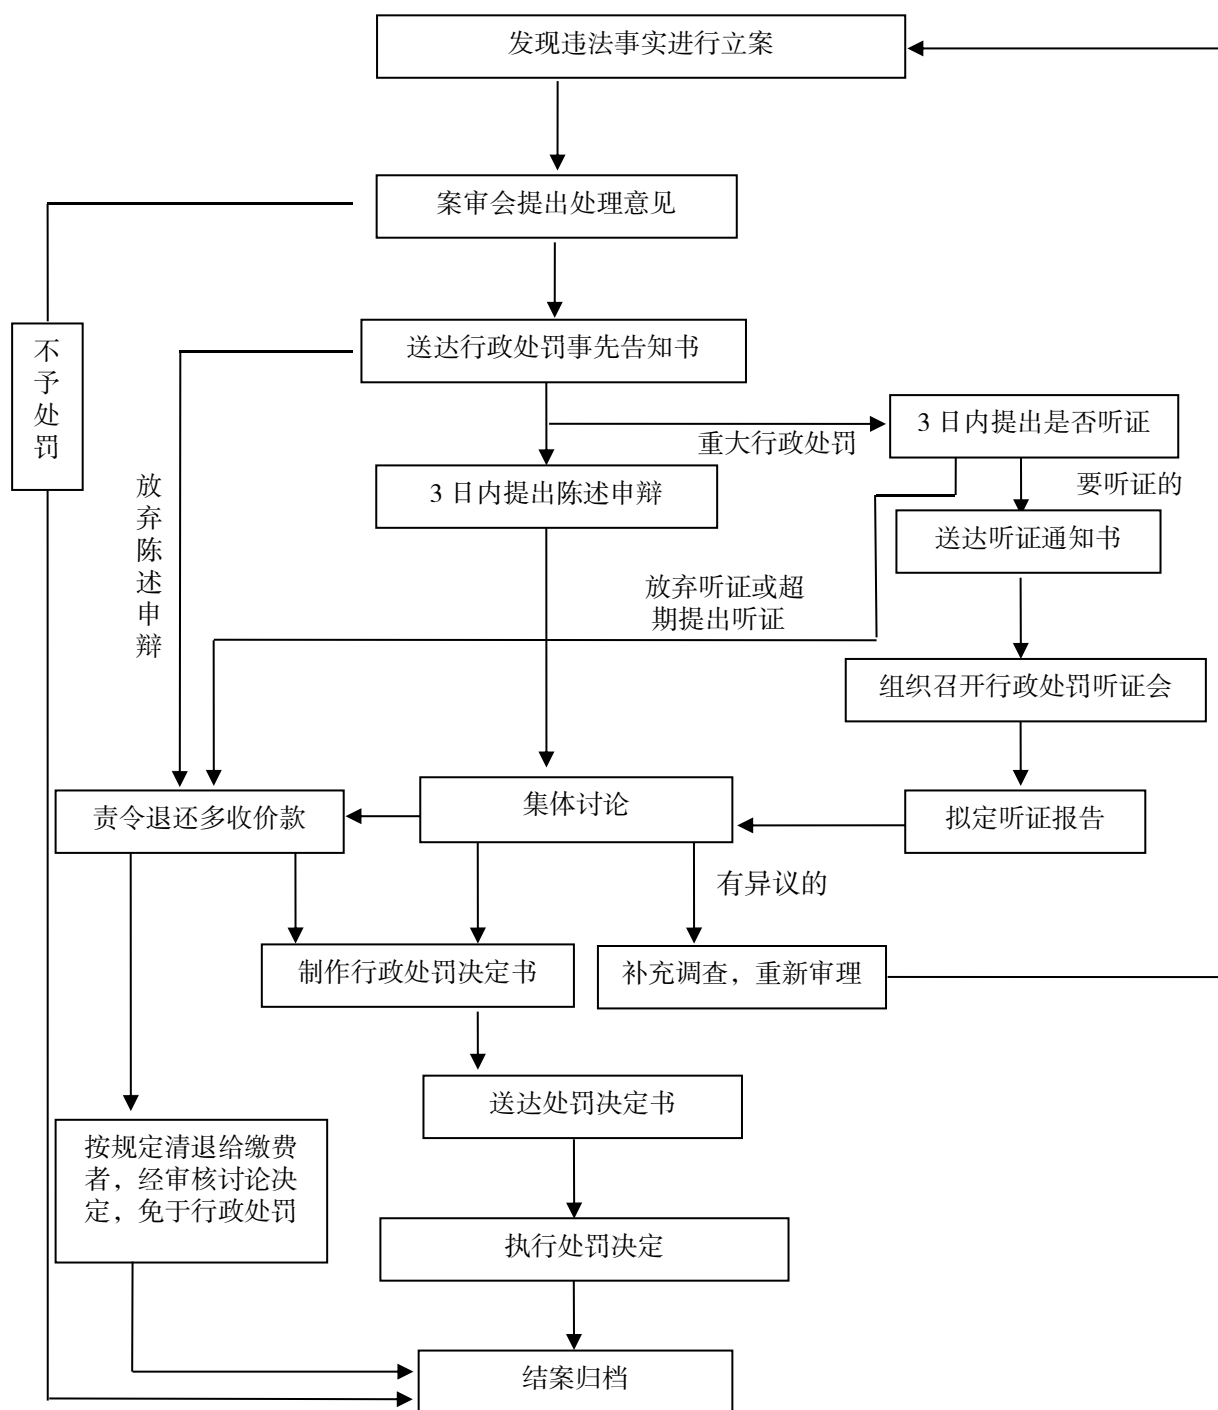 发现违法事实进行立案
案审会提出处理意见
不予处罚
送达行政处罚事先告知书
重大行政处罚
3 日内提出是否听证
放弃陈述申辩
3 日内提出陈述申辩
要听证的
送达听证通知书
放弃听证或超
期提出听证
组织召开行政处罚听证会
责令退还多收价款
集体讨论
拟定听证报告
有异议的
制作行政处罚决定书
补充调查，重新审理
送达处罚决定书
按规定清退给缴费
者，经审核讨论决
定，免于行政处罚
执行处罚决定
结案归档